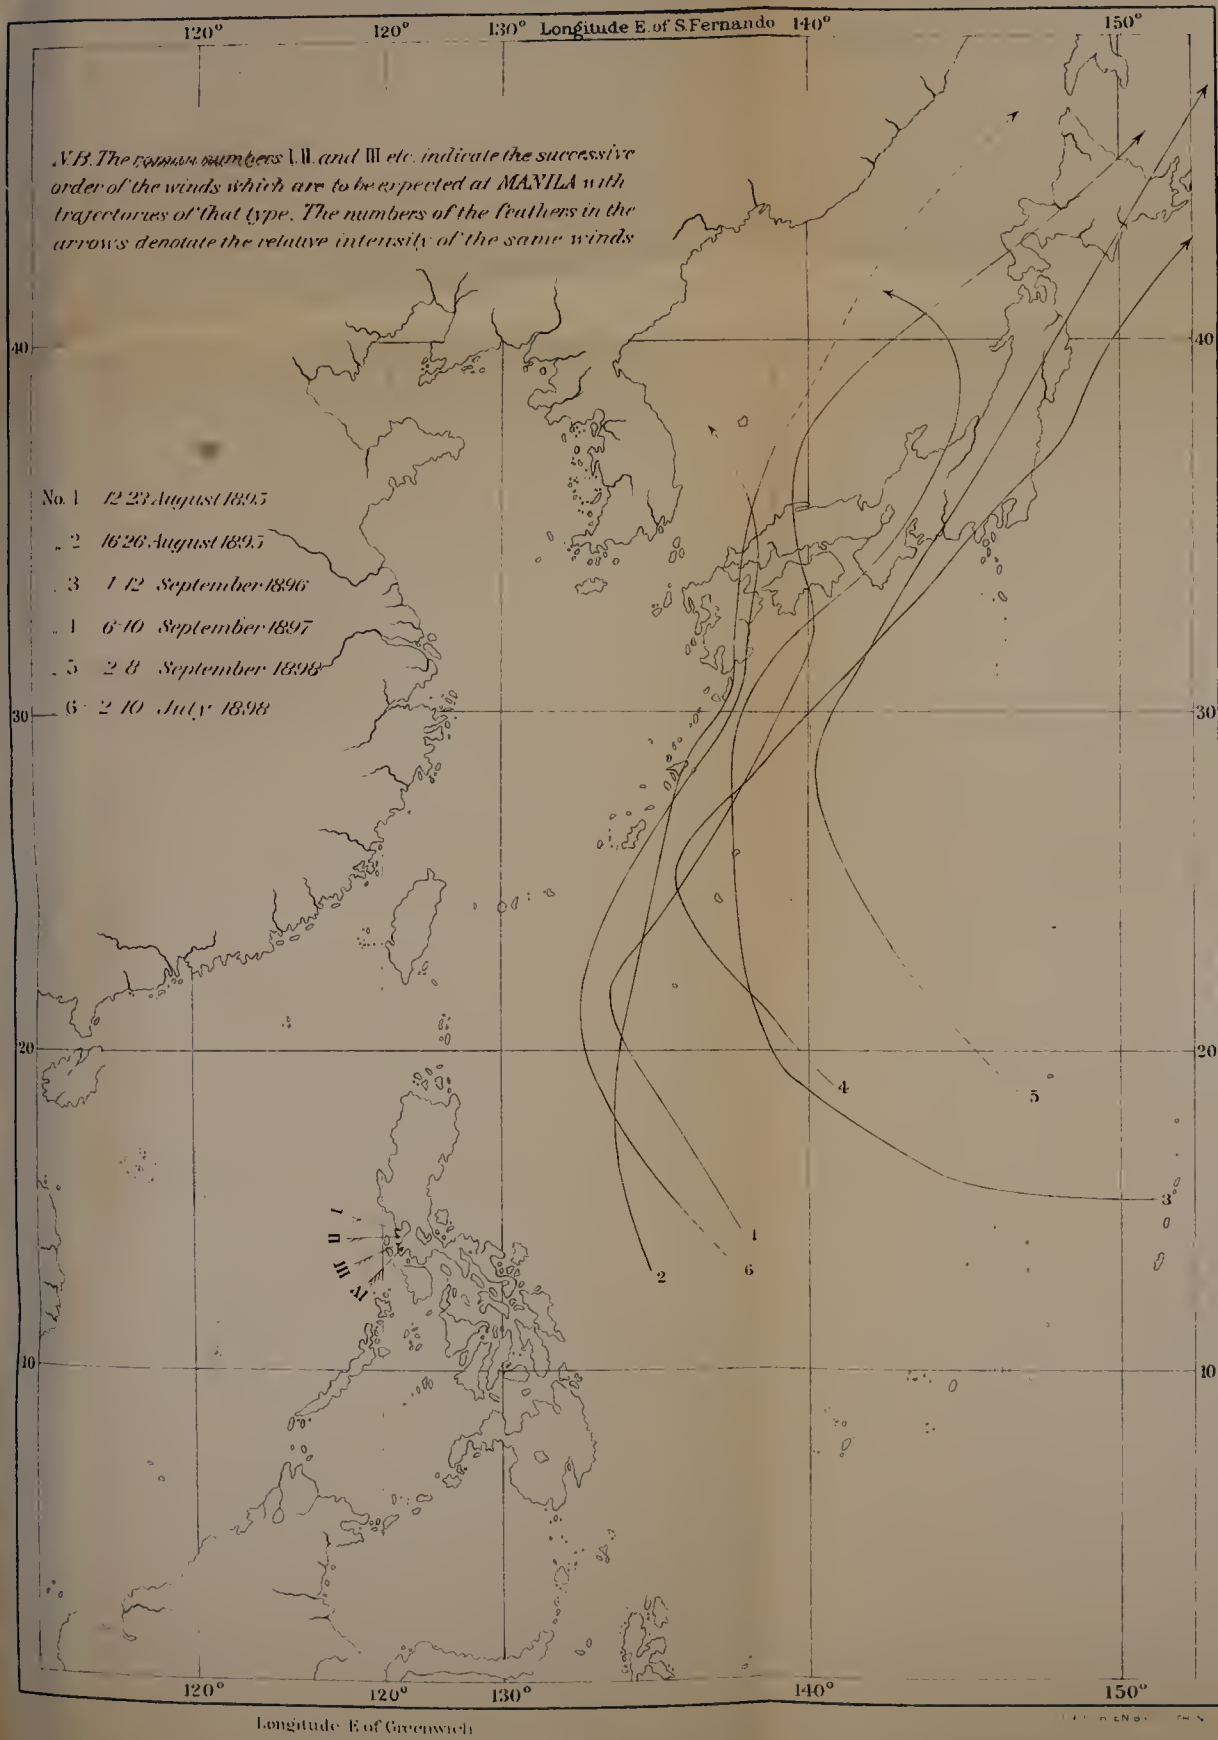 120° 120° 130° Longitude E. of S. Fernando 140° 150°
N.B. The roman numbers I. II. and III etc. indicate the successive
order of the winds which are to be expected at MANILA with
trajectories of that type. The numbers of the feathers in the
arrows denotate the relative intensity of the same winds
40 40
No. 1 12-23 August 1895
„ 2 16-26 August 1895
„ 3 1-12 September 1896
„ 4 6-10 September 1897
„ 5 2-8 September 1898
6 2-10 July 1898
30 30
20 20
4
5
3
I
II
III
IV
1
2 6
10 10
120° 120° 130° 140° 150°
Longitude E of Greenwich